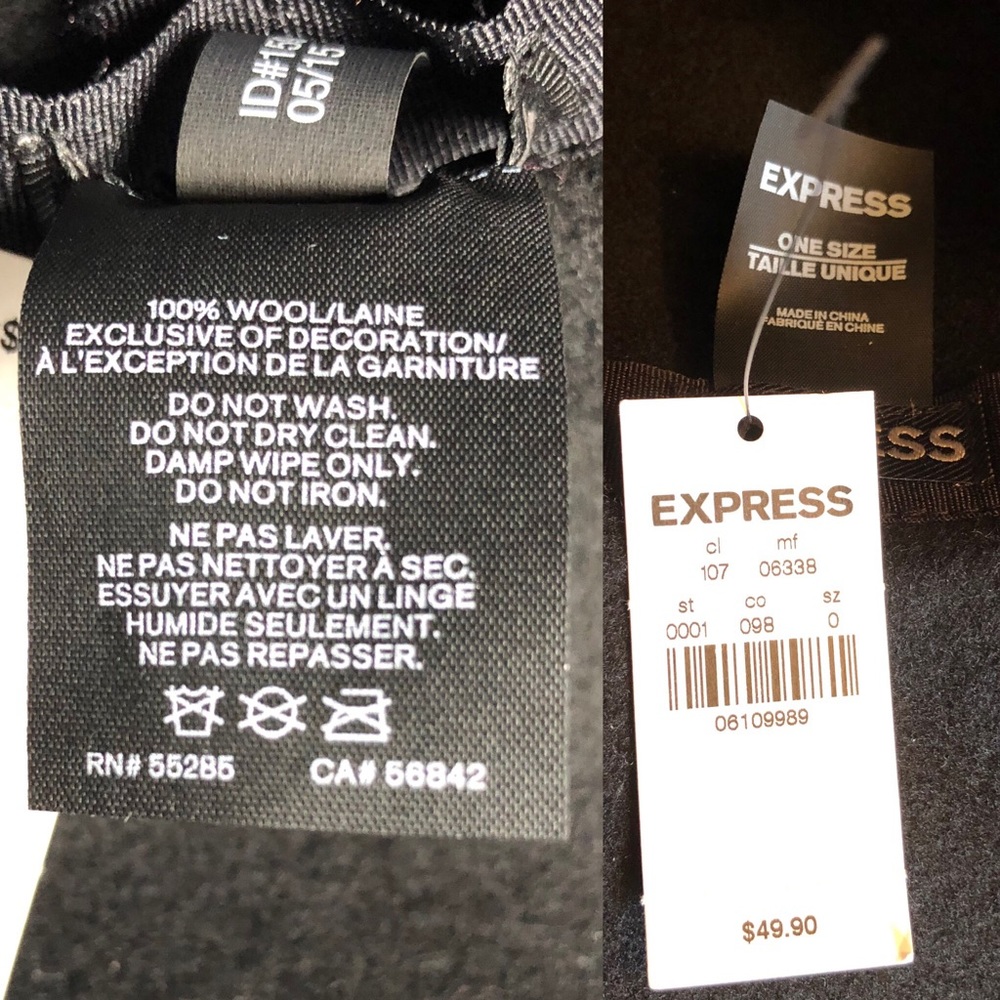 05/15
100% WOOL/LAINE
EXCLUSIVE OF DECORATION/
À L'EXCEPTION DE LA GARNITURE
DO NOT WASH.
DO NOT DRY CLEAN.
DAMP WIPE ONLY.
DO NOT IRON.
NE PAS LAVER.
NE PAS NETTOYER À SEC.
ESSUYER AVEC UN LINGE
HUMIDE SEULEMENT.
NE PAS REPASSER.
RN# 55285 CA# 56842
EXPRESS
ONE SIZE
TAILLE UNIQUE
MADE IN CHINA
FABRIQUÉ EN CHINE
EXPRESS
cl mf
107 06338
st co sz
0001 098 0
06109989
$49.90